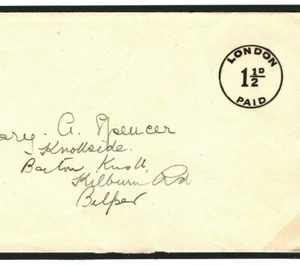 LONDON
1½D
PAID
ary. A. Spencer
Knollside.
Barton Knoll,
Kilburn Rd
Belper